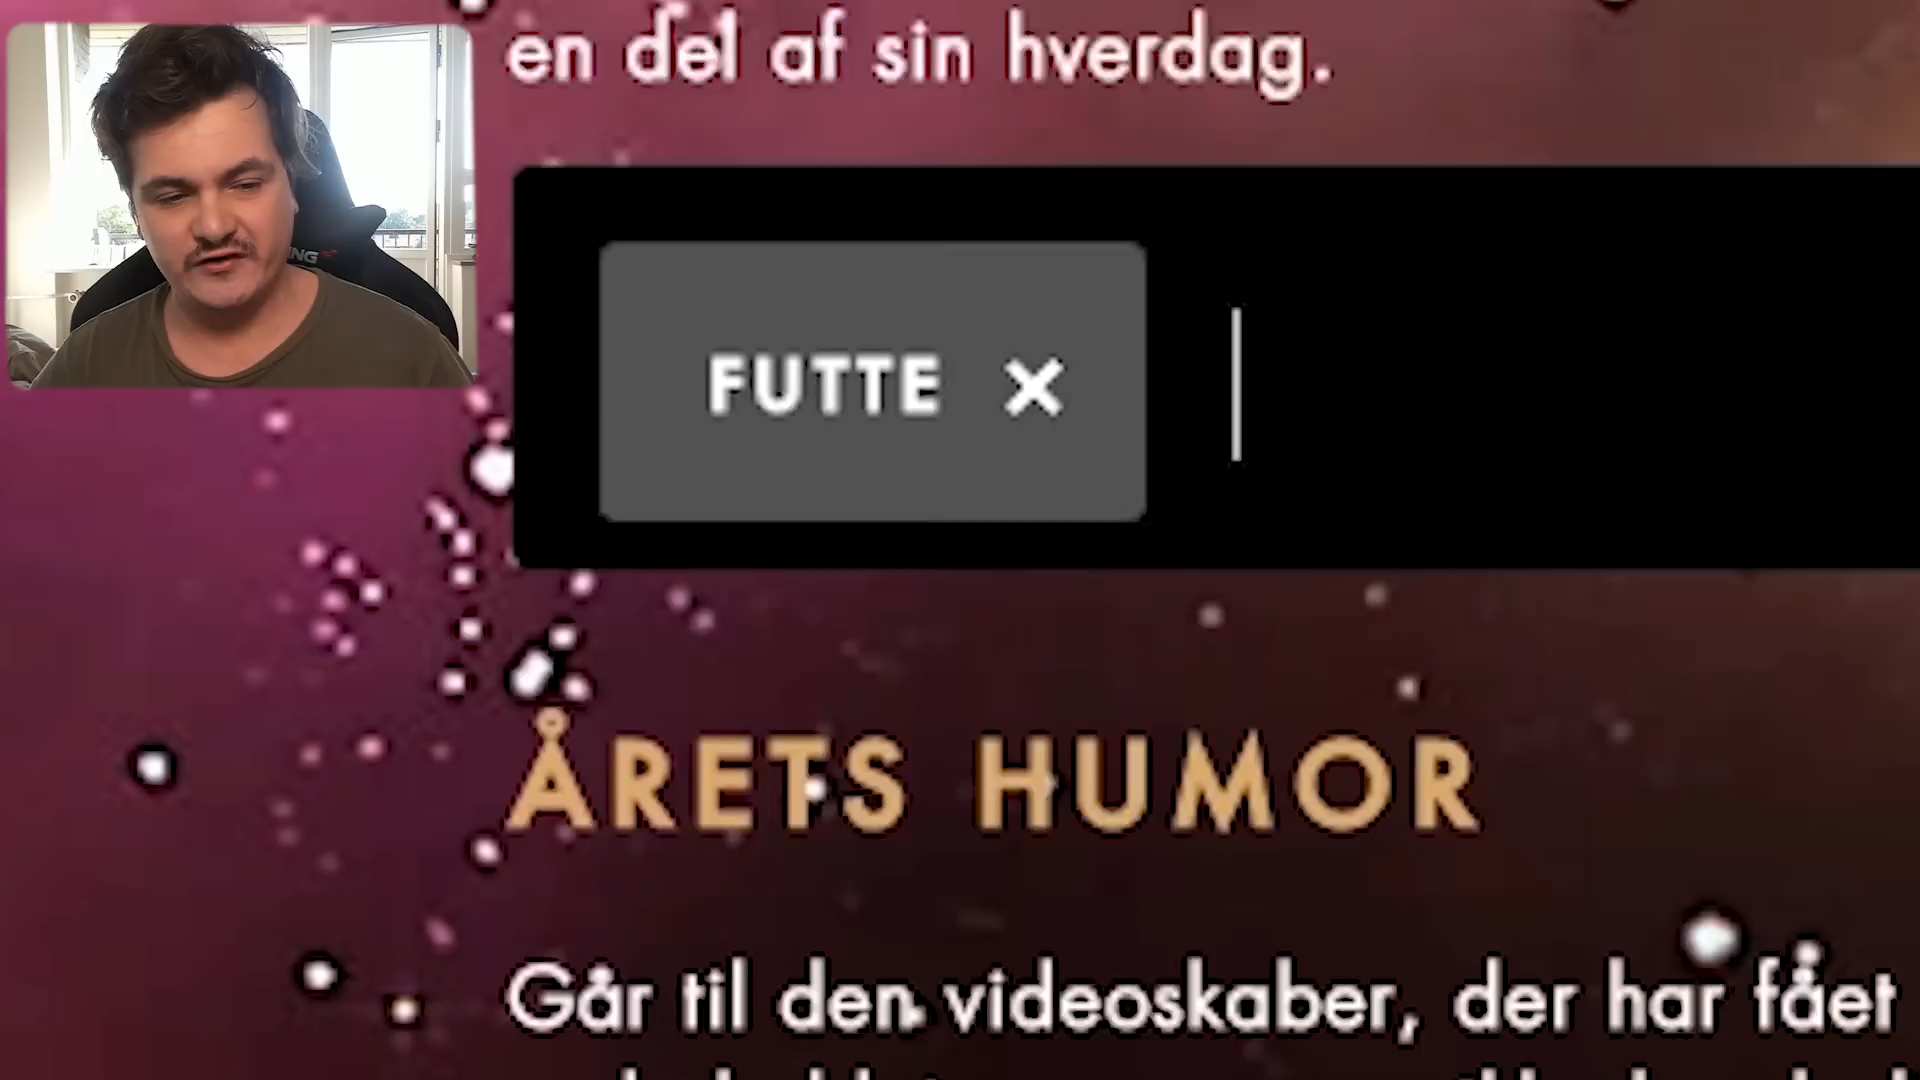 en del af sin hverdag.
FUTTE ×
ÅRETS HUMOR
Går til den videoskaber, der har fået